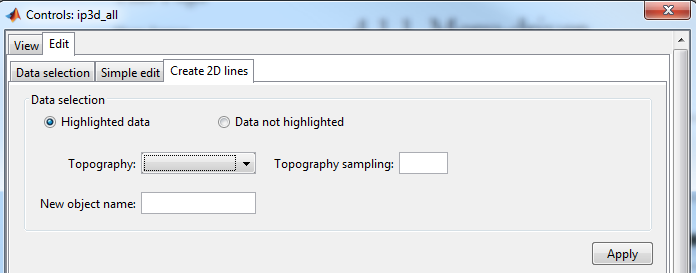 Controls: ip3d_all
View Edit
Data selection Simple edit Create 2D lines
Data selection
Highlighted data Data not highlighted
Topography: Topography sampling:
New object name:
Apply